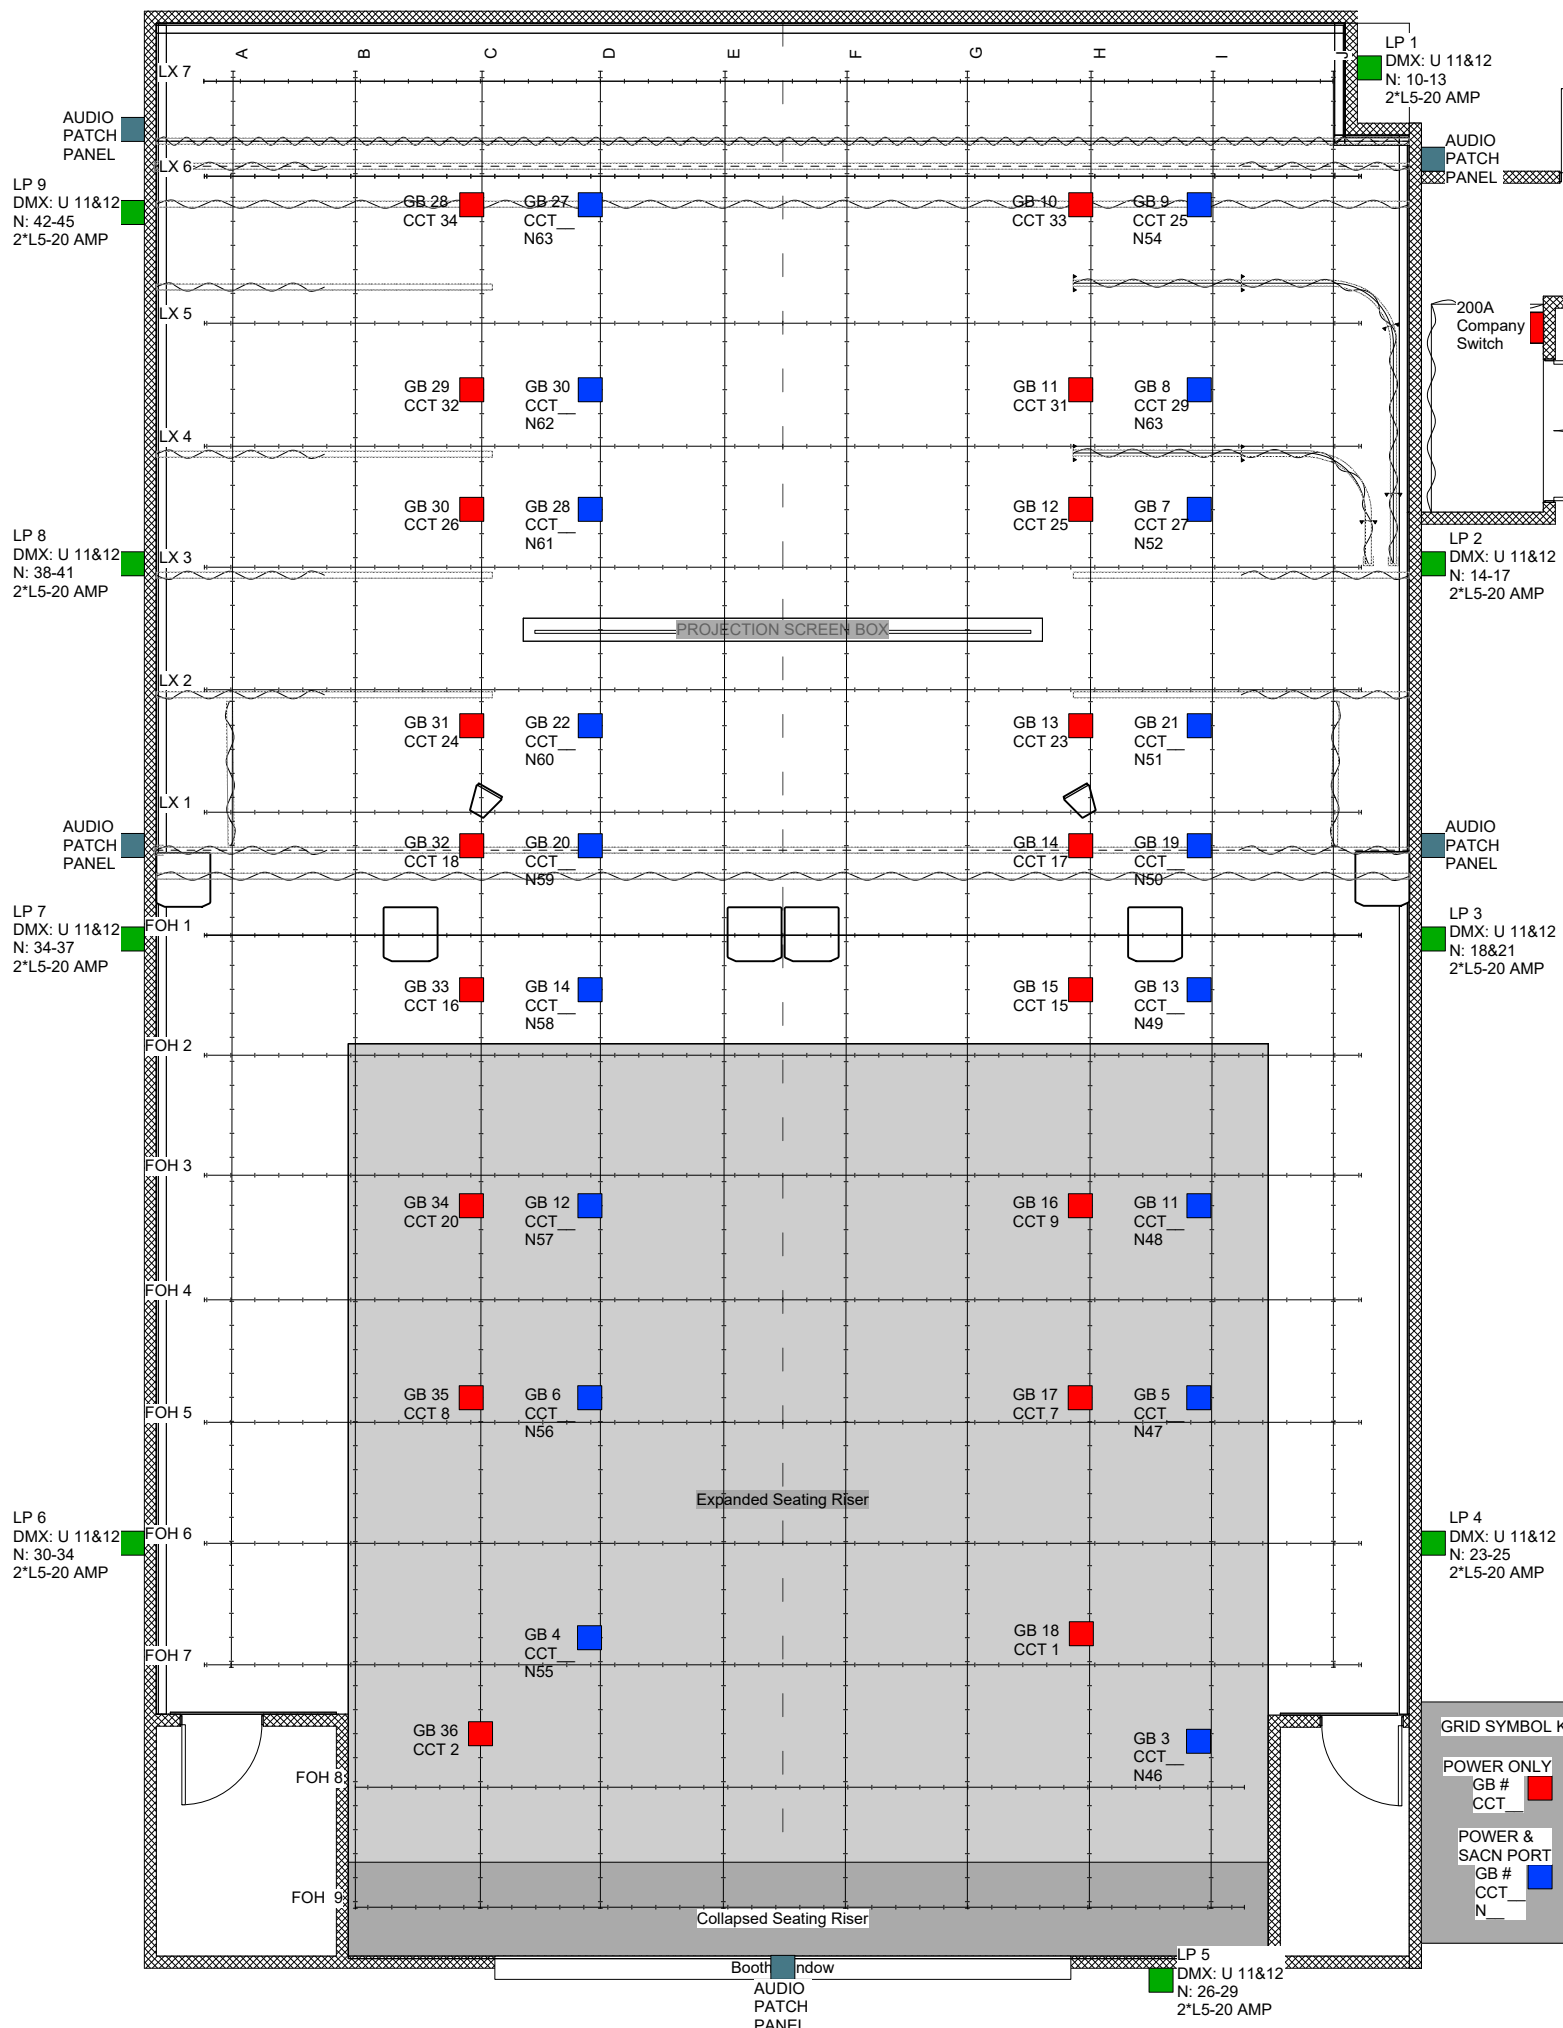 A
B
C
D
E
F
G
H
I
J
LX 7
LX 6
LX 5
LX 4
LX 3
LX 2
LX 1
FOH 1
FOH 2
FOH 3
FOH 4
FOH 5
FOH 6
FOH 7
FOH 8
FOH 9
LP 1
DMX: U 11&12
N: 10-13
2*L5-20 AMP
AUDIO
PATCH
PANEL
AUDIO
PATCH
PANEL
LP 9
DMX: U 11&12
N: 42-45
2*L5-20 AMP
GB 28
CCT 34
GB 27
CCT__
N63
GB 10
CCT 33
GB 9
CCT 25
N54
200A
Company
Switch
GB 29
CCT 32
GB 30
CCT__
N62
GB 11
CCT 31
GB 8
CCT 29
N63
GB 30
CCT 26
GB 28
CCT__
N61
GB 12
CCT 25
GB 7
CCT 27
N52
LP 8
DMX: U 11&12
N: 38-41
2*L5-20 AMP
LP 2
DMX: U 11&12
N: 14-17
2*L5-20 AMP
PROJECTION SCREEN BOX
GB 31
CCT 24
GB 22
CCT__
N60
GB 13
CCT 23
GB 21
CCT__
N51
AUDIO
PATCH
PANEL
GB 32
CCT 18
GB 20
CCT__
N59
GB 14
CCT 17
GB 19
CCT__
N50
AUDIO
PATCH
PANEL
LP 7
DMX: U 11&12
N: 34-37
2*L5-20 AMP
LP 3
DMX: U 11&12
N: 18&21
2*L5-20 AMP
GB 33
CCT 16
GB 14
CCT__
N58
GB 15
CCT 15
GB 13
CCT__
N49
GB 34
CCT 20
GB 12
CCT__
N57
GB 16
CCT 9
GB 11
CCT__
N48
GB 35
CCT 8
GB 6
CCT__
N56
GB 17
CCT 7
GB 5
CCT__
N47
Expanded Seating Riser
LP 6
DMX: U 11&12
N: 30-34
2*L5-20 AMP
LP 4
DMX: U 11&12
N: 23-25
2*L5-20 AMP
GB 4
CCT__
N55
GB 18
CCT 1
GB 36
CCT 2
GB 3
CCT__
N46
GRID SYMBOL K
POWER ONLY
GB #
CCT__
POWER &
SACN PORT
GB #
CCT__
N__
Collapsed Seating Riser
Booth ndow
AUDIO
PATCH
PANEL
LP 5
DMX: U 11&12
N: 26-29
2*L5-20 AMP